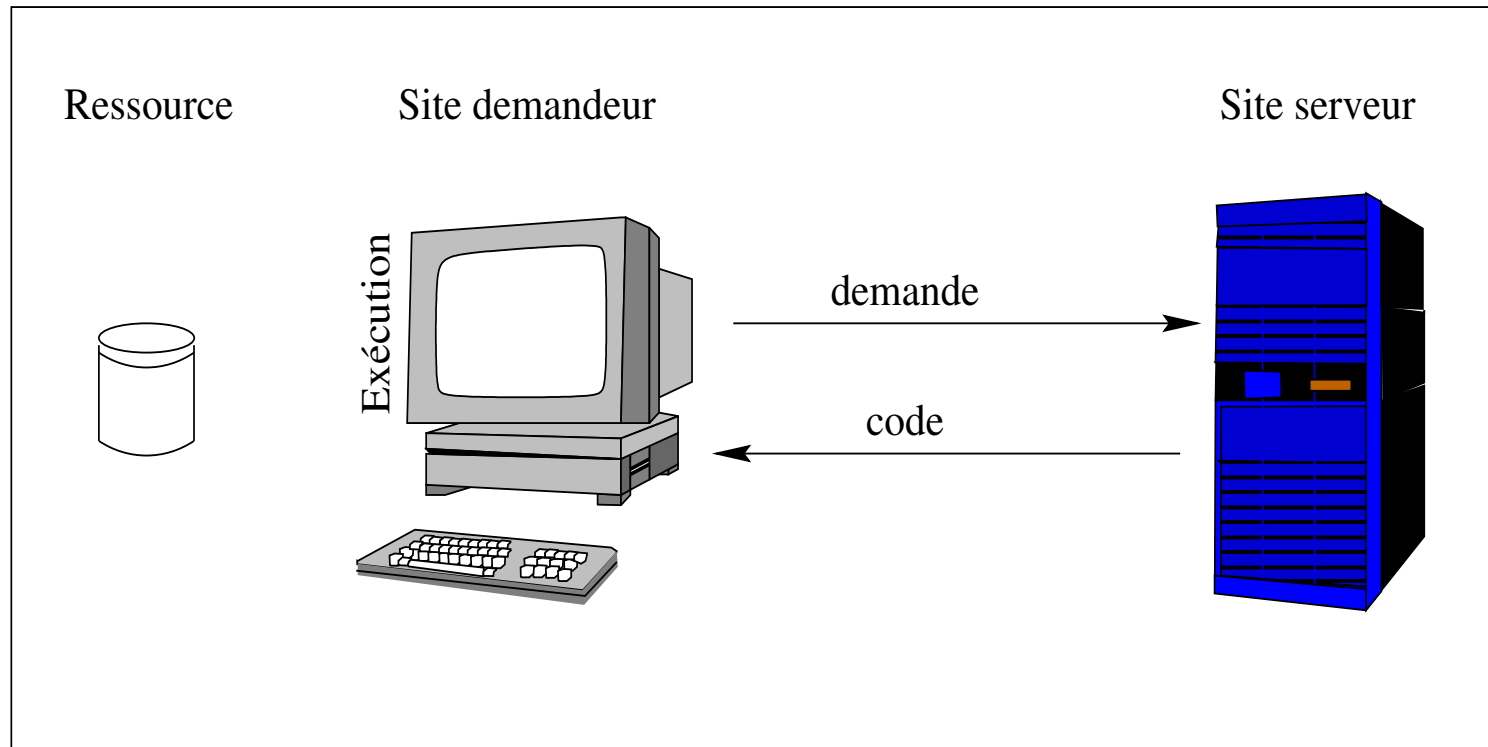 Ressource
Site demandeur
Site serveur
Exécution
demande
code